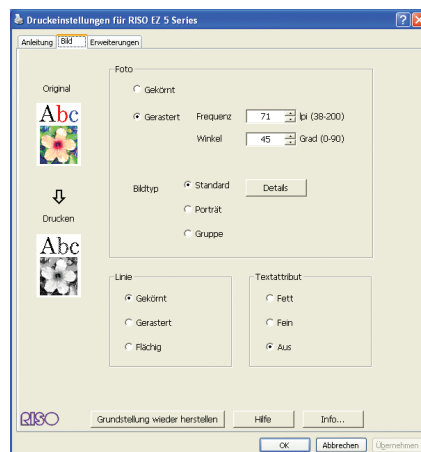 Druckeinstellungen für RISO EZ 5 Series
Anleitung Bild Erweiterungen
Original
Abc
Drucken
Abc
Foto
Gekörnt
Gerastert Frequenz 71 lpi (38-200)
Winkel 45 Grad (0-90)
Bildtyp Standard Details
Porträt
Gruppe
Linie
Gekörnt
Gerastert
Flächig
Textattribut
Fett
Fein
Aus
RISO Grundstellung wieder herstellen Hilfe Info...
OK Abbrechen Übernehmen